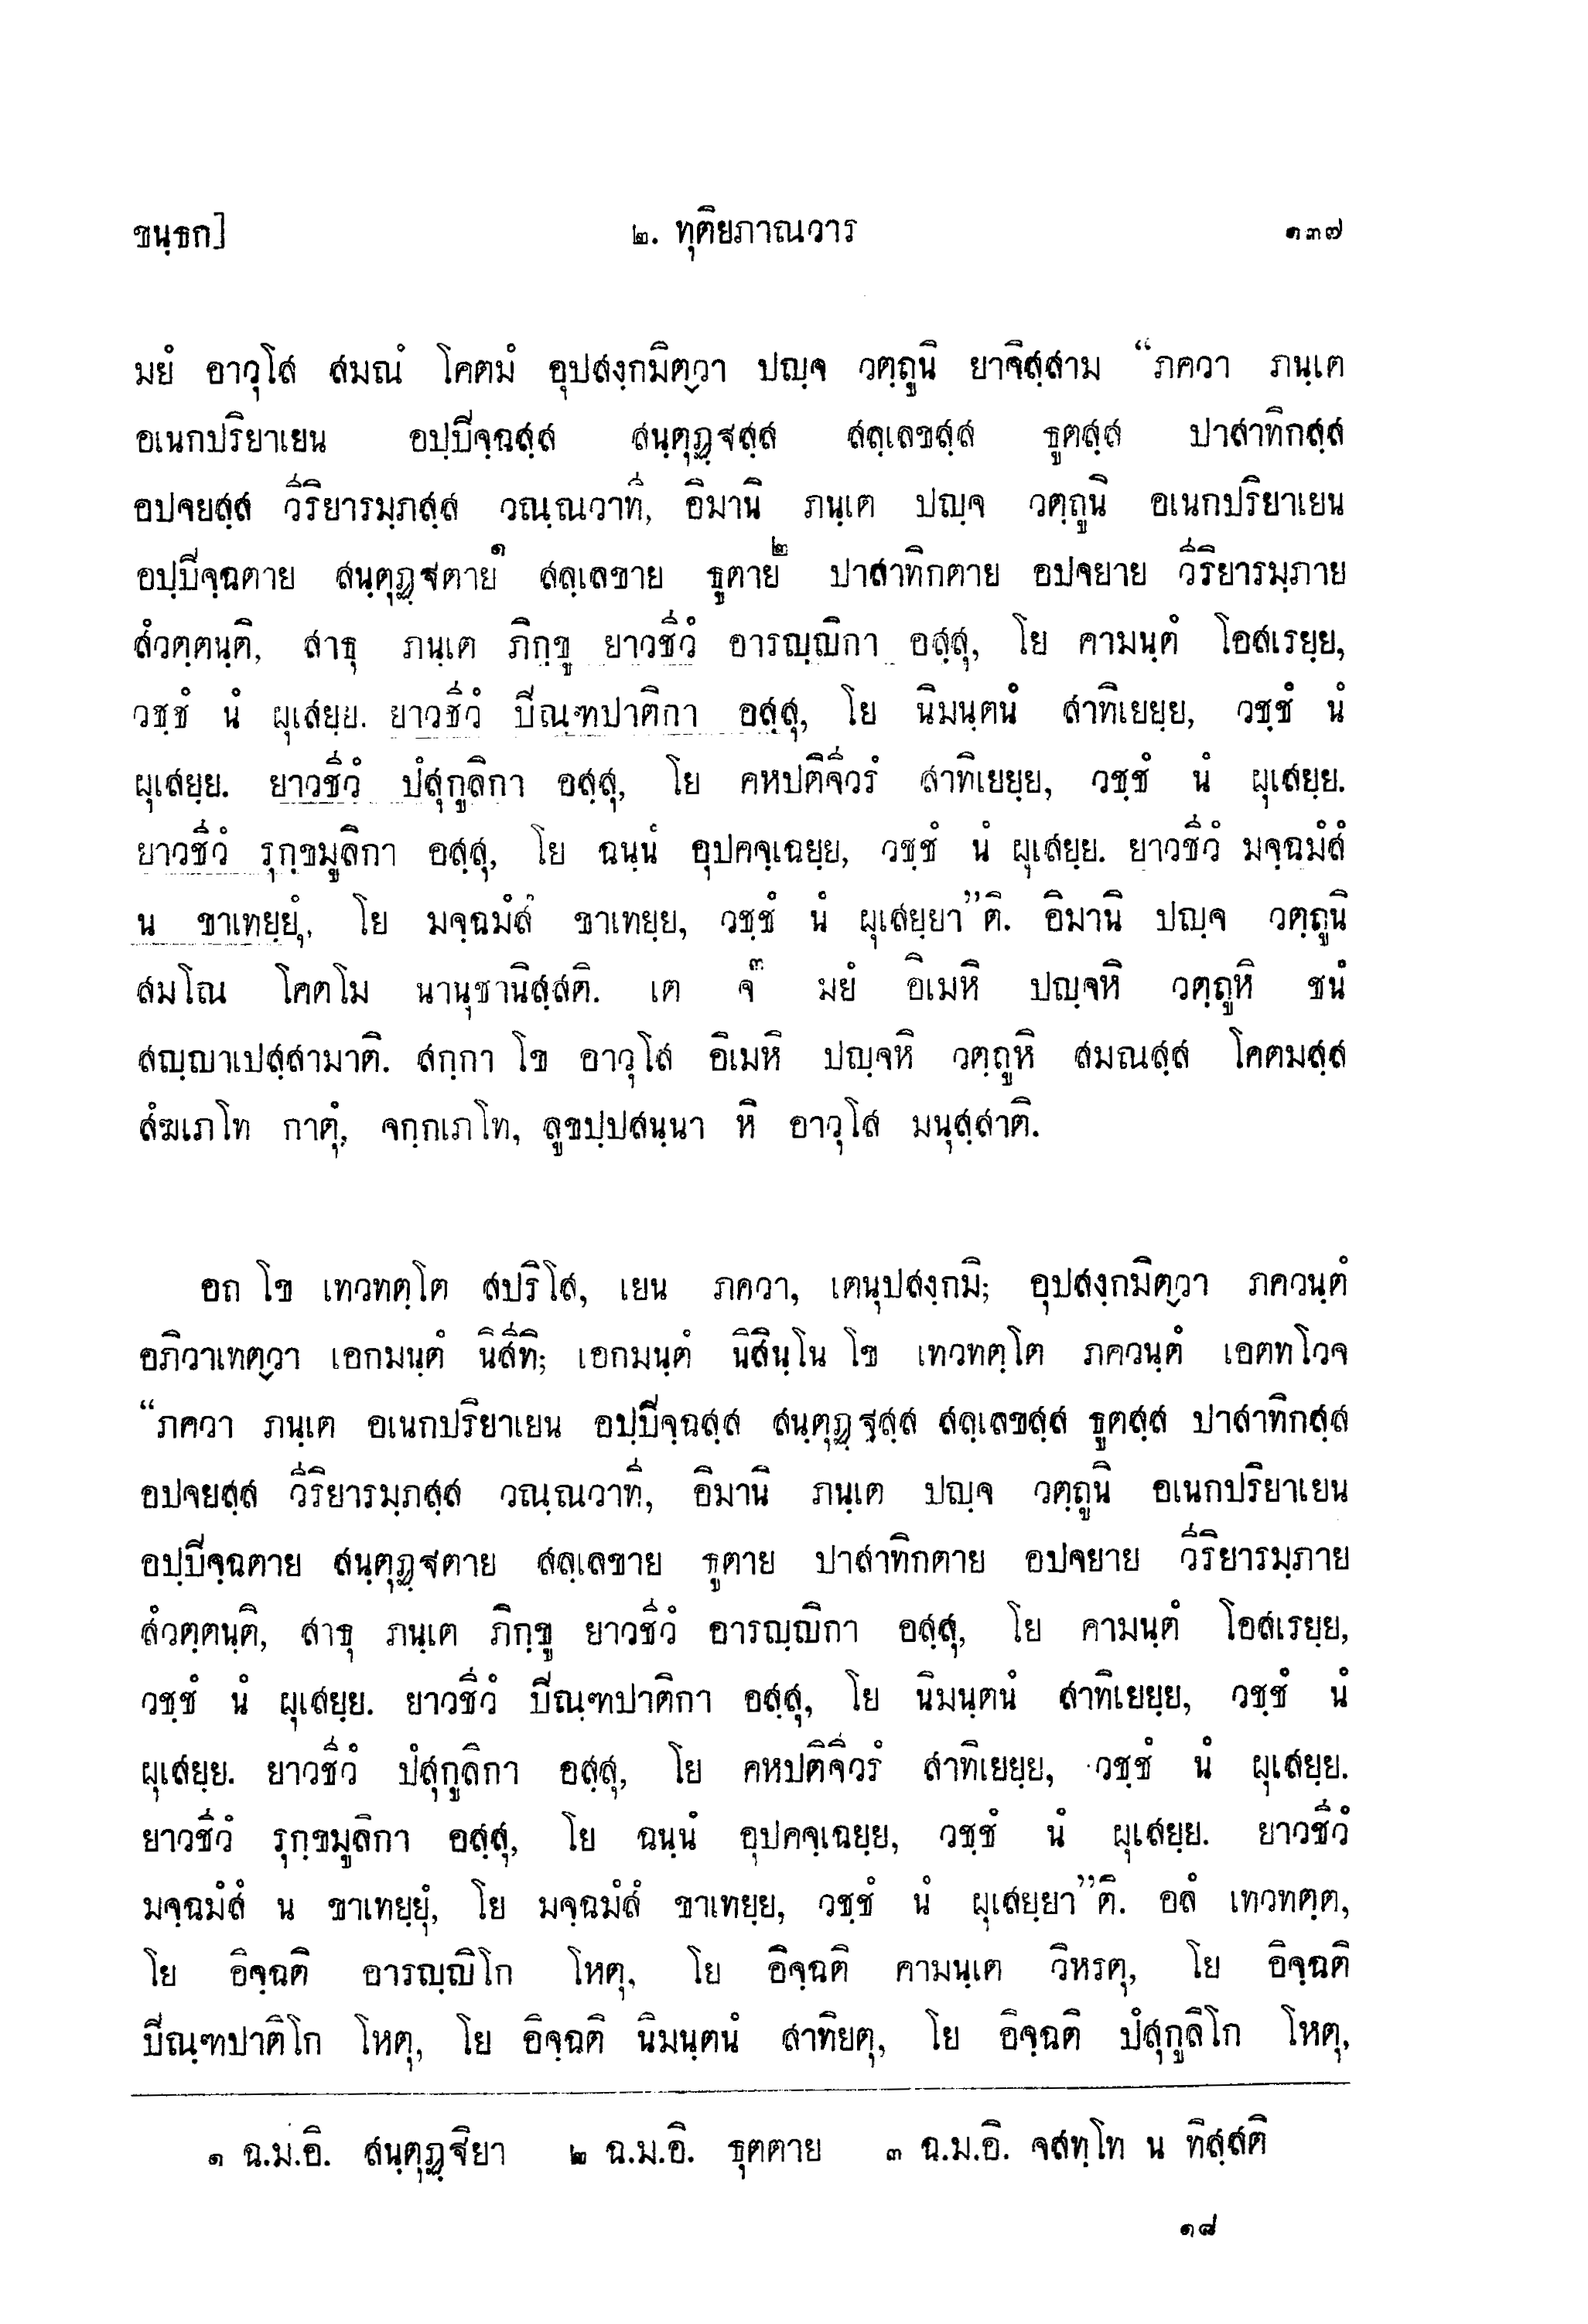 ขนฺธก]
๒. ทุติยภาณวาร
๑๓๗
มยํ อาวุโส สมณํ โคตมํ อุปสงฺกมิตฺวา ปญฺจ วตฺถูนิ ยาจิสฺสาม “ภควา ภนฺเต
อเนกปริยาเยน อปฺปิจฺฉสฺส สนฺตุฏฺฐสฺส สลฺเลขสฺส ธูตสฺส ปาสาทิกสฺส
อปจยสฺส วีริยารมฺภสฺส วณฺณวาที, อิมานิ ภนฺเต ปญฺจ วตฺถูนิ อเนกปริยาเยน
อปฺปิจฺฉตาย สนฺตุฏฺฐตาย๑ สลฺเลขาย ธูตาย๒ ปาสาทิกตาย อปจยาย วีริยารมฺภาย
สํวตฺตนฺติ, สาธุ ภนฺเต ภิกฺขู ยาวชีวํ อารญฺญิกา อสฺสุ, โย คามนฺตํ โอสเรยฺย,
วชฺชํ นํ ผุเสยฺย. ยาวชีวํ ปิณฺฑปาติกา อสฺสุ, โย นิมนฺตนํ สาทิเยยฺย, วชฺชํ นํ
ผุเสยฺย. ยาวชีวํ ปํสุกูลิกา อสฺสุ, โย คหปติจีวรํ สาทิเยยฺย, วชฺชํ นํ ผุเสยฺย.
ยาวชีวํ รุกฺขมูลิกา อสฺสุ, โย ฉนฺนํ อุปคจฺเฉยฺย, วชฺชํ นํ ผุเสยฺย. ยาวชีวํ มจฺฉมํสํ
น ขาเทยฺยุํ, โย มจฺฉมํสํ ขาเทยฺย, วชฺชํ นํ ผุเสยฺยา”ติ. อิมานิ ปญฺจ วตฺถูนิ
สมโณ โคตโม นานุชานิสฺสติ. เต จ๓ มยํ อิเมหิ ปญฺจหิ วตฺถูหิ ชนํ
สญฺญาเปสฺสามาติ. สกฺกา โข อาวุโส อิเมหิ ปญฺจหิ วตฺถูหิ สมณสฺส โคตมสฺส
สํฆเภโท กาตุํ, จกฺกเภโท, ลูขปฺปสนฺนา หิ อาวุโส มนุสฺสาติ.
อถ โข เทวทตฺโต สปริโส, เยน ภควา, เตนุปสงฺกมิ; อุปสงฺกมิตฺวา ภควนฺตํ
อภิวาเทตฺวา เอกมนฺตํ นิสีทิ; เอกมนฺตํ นิสินฺโน โข เทวทตฺโต ภควนฺตํ เอตทโวจ
“ภควา ภนฺเต อเนกปริยาเยน อปฺปิจฺฉสฺส สนฺตุฏฺฐสฺส สลฺเลขสฺส ธูตสฺส ปาสาทิกสฺส
อปจยสฺส วีริยารมฺภสฺส วณฺณวาที, อิมานิ ภนฺเต ปญฺจ วตฺถูนิ อเนกปริยาเยน
อปฺปิจฺฉตาย สนฺตุฏฺฐตาย สลฺเลขาย ธูตาย ปาสาทิกตาย อปจยาย วีริยารมฺภาย
สํวตฺตนฺติ, สาธุ ภนฺเต ภิกฺขู ยาวชีวํ อารญฺญิกา อสฺสุ, โย คามนฺตํ โอสเรยฺย,
วชฺชํ นํ ผุเสยฺย. ยาวชีวํ ปิณฺฑปาติกา อสฺสุ, โย นิมนฺตนํ สาทิเยยฺย, วชฺชํ นํ
ผุเสยฺย. ยาวชีวํ ปํสุกูลิกา อสฺสุ, โย คหปติจีวรํ สาทิเยยฺย, วชฺชํ นํ ผุเสยฺย.
ยาวชีวํ รุกฺขมูลิกา อสฺสุ, โย ฉนฺนํ อุปคจฺเฉยฺย, วชฺชํ นํ ผุเสยฺย. ยาวชีวํ
มจฺฉมํสํ น ขาเทยฺยุํ, โย มจฺฉมํสํ ขาเทยฺย, วชฺชํ นํ ผุเสยฺยา”ติ. อลํ เทวทตฺต,
โย อิจฺฉติ อารญฺญิโก โหตุ, โย อิจฺฉติ คามนฺเต วิหรตุ, โย อิจฺฉติ
ปิณฺฑปาติโก โหตุ, โย อิจฺฉติ นิมนฺตนํ สาทิยตุ, โย อิจฺฉติ ปํสุกูลิโก โหตุ,
๑ ฉ.ม.อิ. สนฺตุฏฺฐิยา ๒ ฉ.ม.อิ. ธุตตาย ๓ ฉ.ม.อิ. จสทฺโท น ทิสฺสติ
๑๘